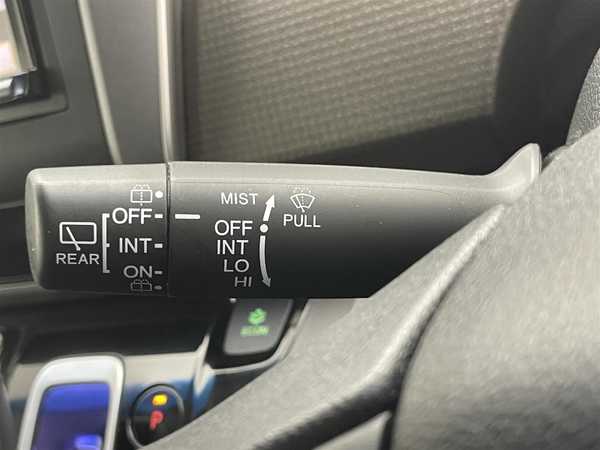 REAR
OFF
INT
ON
MIST
OFF
INT
LO
HI
PULL
ECON
P